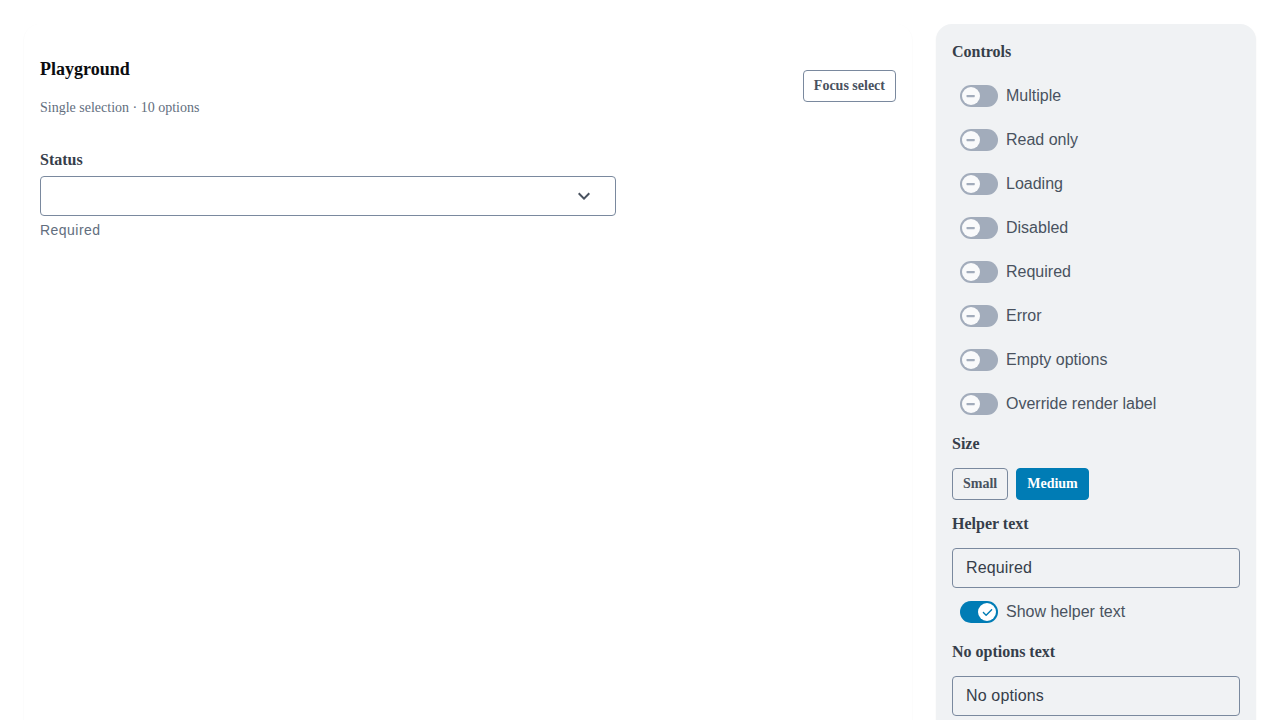 Playground
Single selection · 10 options
Focus select
Status
Required
Controls
Multiple
Read only
Loading
Disabled
Required
Error
Empty options
Override render label
Size
Small
Medium
Helper text
Required
Show helper text
No options text
No options